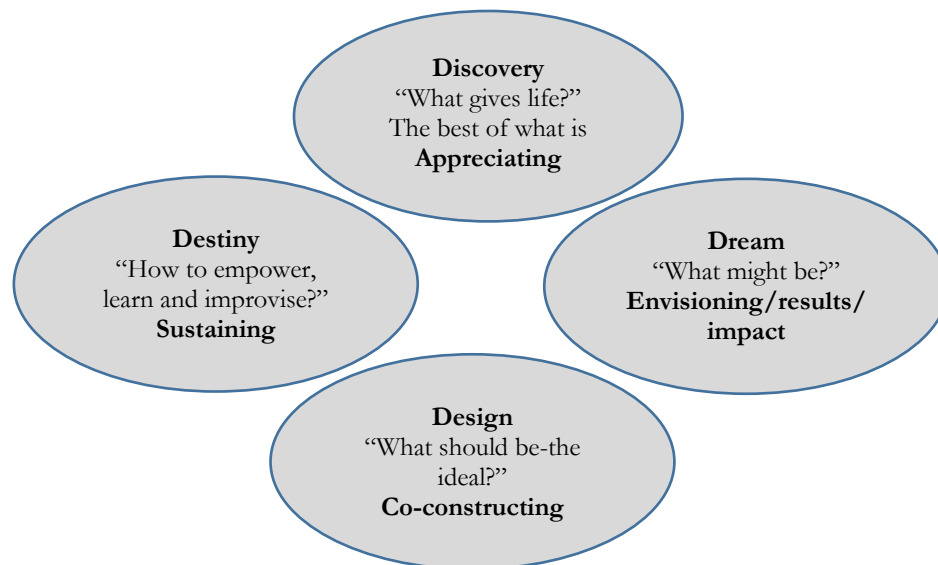 Discovery
“What gives life?”
The best of what is
Appreciating
Destiny
“How to empower,
learn and improvise?”
Sustaining
Dream
“What might be?”
Envisioning/results/
impact
Design
“What should be-the
ideal?”
Co-constructing